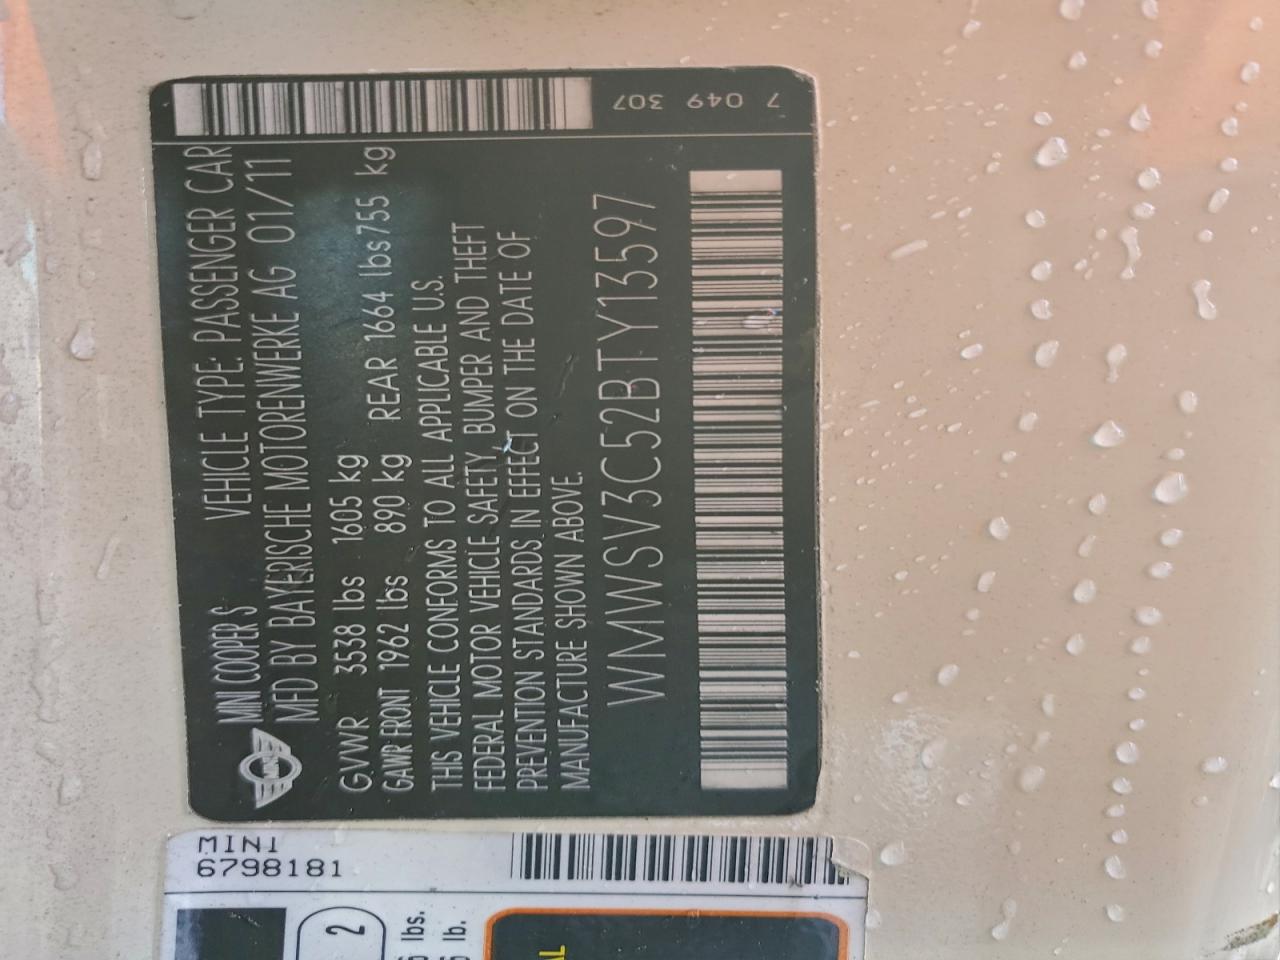 7 049 307
MINI COOPER S VEHICLE TYPE: PASSENGER CAR
MFD BY BAYERISCHE MOTORENWERKE AG 01/11
GVWR 3538 lbs 1605 kg
GAWR FRONT 1962 lbs 890 kg REAR 1664 lbs 755 kg
THIS VEHICLE CONFORMS TO ALL APPLICABLE U.S.
FEDERAL MOTOR VEHICLE SAFETY, BUMPER AND THEFT
PREVENTION STANDARDS IN EFFECT ON THE DATE OF
MANUFACTURE SHOWN ABOVE.
WMWSV3C52BTY13597
MINI
MINI
6798181
2
lbs.
lb.